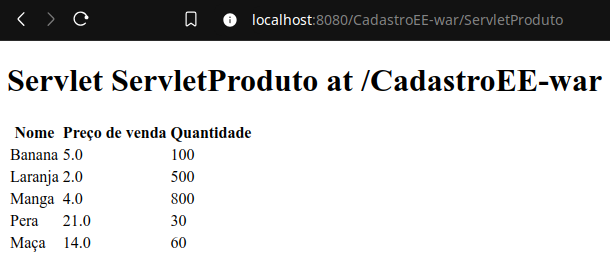 localhost:8080/CadastroEE-war/ServletProduto
Servlet ServletProduto at /CadastroEE-war
Nome Preço de venda Quantidade
Banana 5.0 100
Laranja 2.0 500
Manga 4.0 800
Pera 21.0 30
Maça 14.0 60